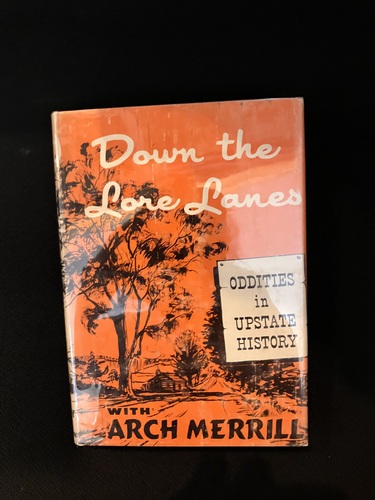 Down the
Lore Lanes
ODDITIES
in
UPSTATE
HISTORY
WITH
ARCH MERRILL